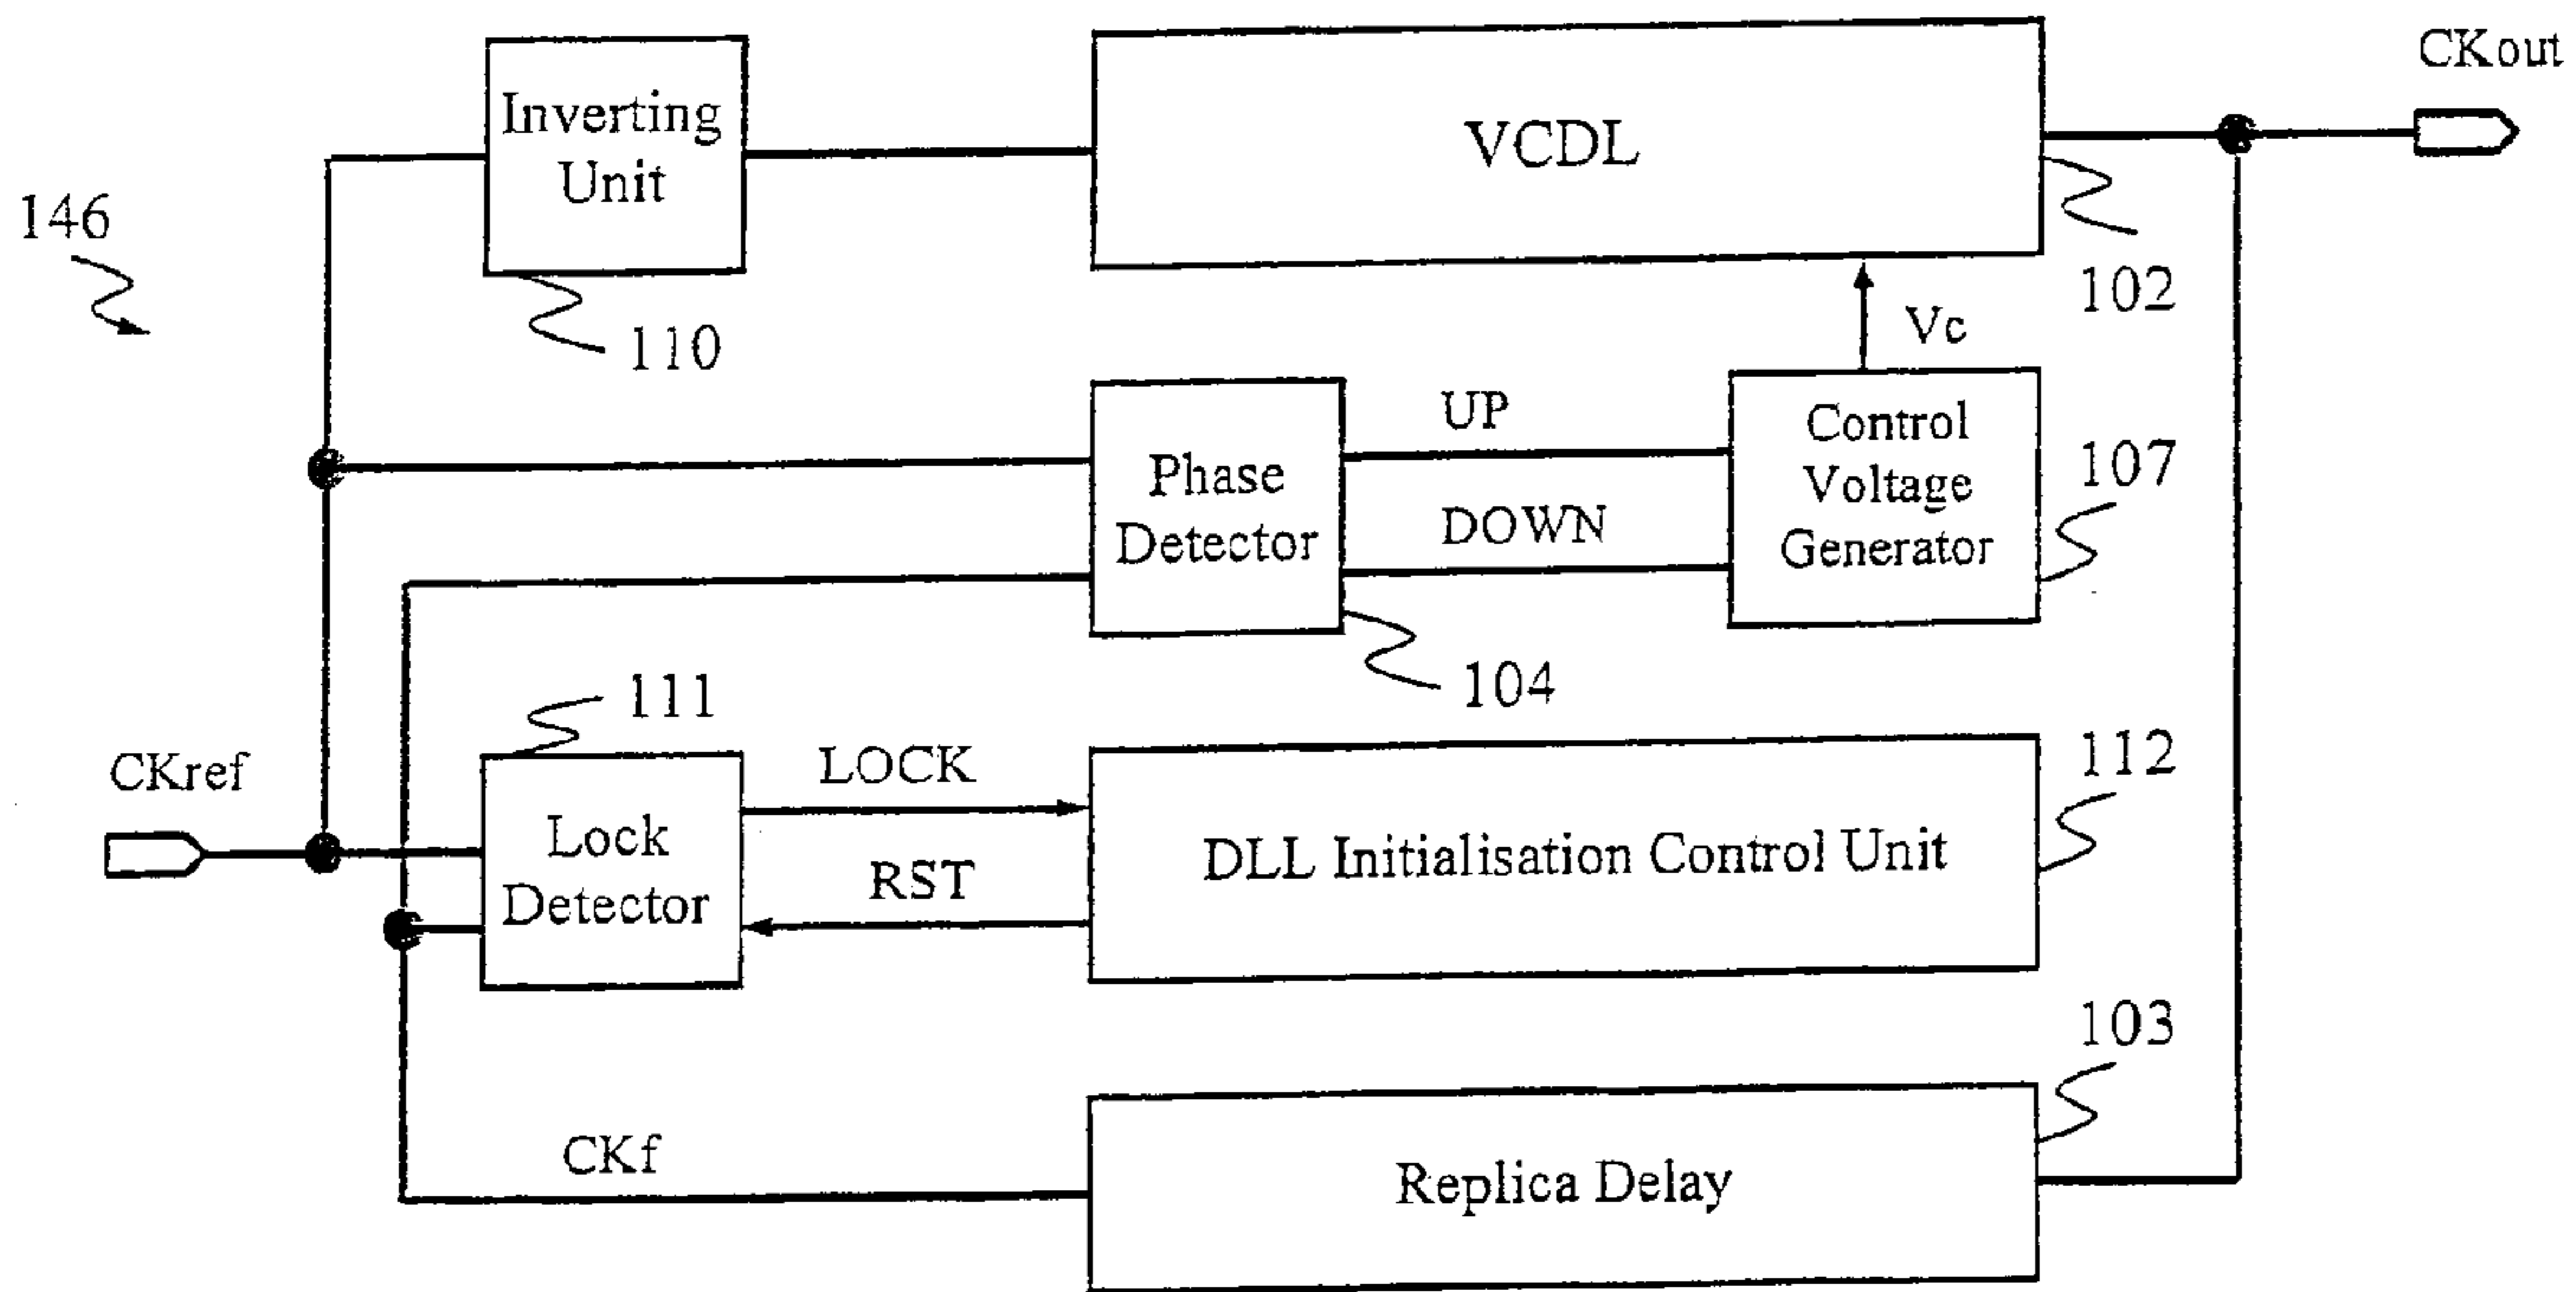 CKout
Inverting
Unit
VCDL
146
110
102
Vc
UP
DOWN
Phase
Detector
Control
Voltage
Generator
107
104
111
CKref
LOCK
RST
Lock
Detector
DLL Initialisation Control Unit
112
103
CKf
Replica Delay